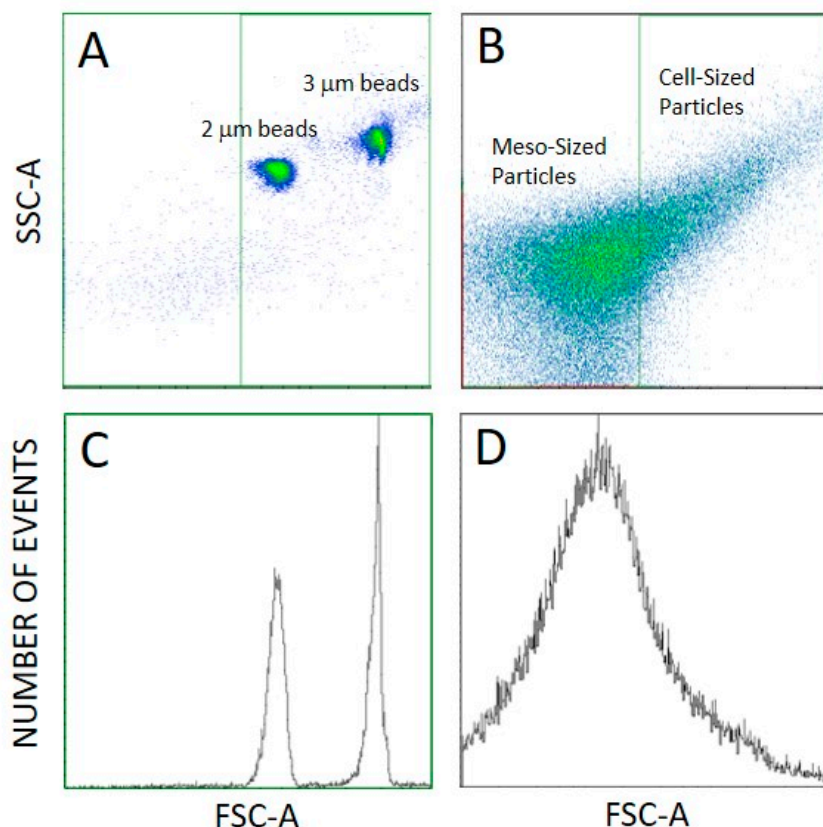 A
3 μm beads
2 μm beads
SSC-A
B
Cell-Sized
Particles
Meso-Sized
Particles
C
D
NUMBER OF EVENTS
FSC-A
FSC-A